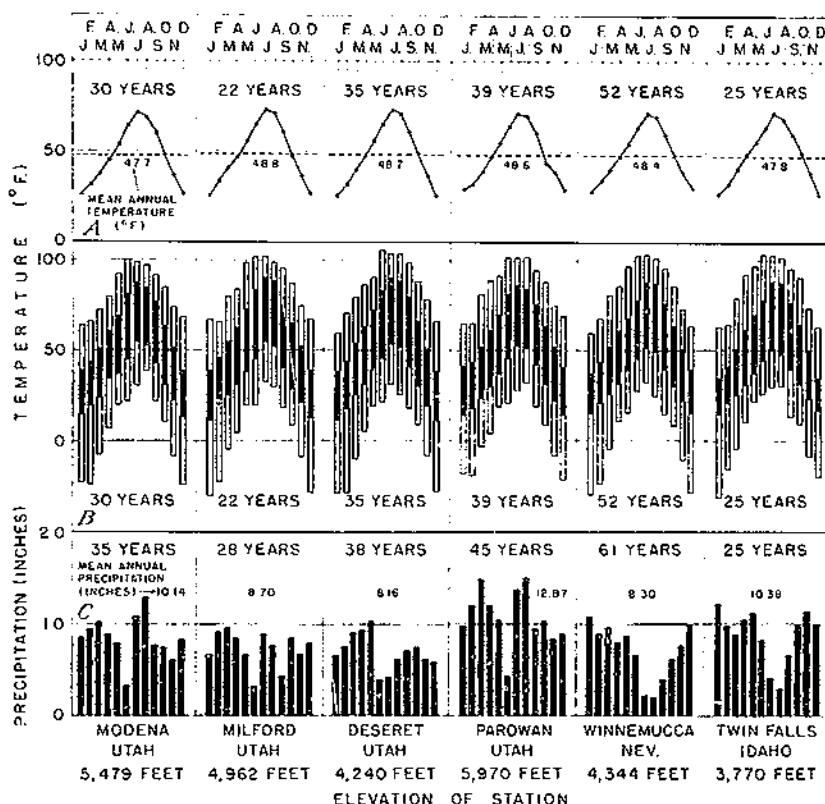 F. A. J. A. O. D
J M M J S N.
F A J A. O. D
J. M. M. J. S. N.
F. A. J. A. O. D
J. M. M. J. S. N.
F. A. J. A. O. D
J. M. M. J. S. N.
F. A. J. A. O. D
J. M. M. J. S. N.
F. A. J. A. O. D
J. M. M. J. S. N.
100
30 YEARS
22 YEARS
35 YEARS
39 YEARS
52 YEARS
25 YEARS
50
47.7
48.8
48.7
48.6
48.4
47.8
MEAN ANNUAL
TEMPERATURE
(°F.)
A
0
TEMPERATURE (°F.)
100
50
0
30 YEARS
22 YEARS
35 YEARS
39 YEARS
52 YEARS
25 YEARS
B
PRECIPITATION (INCHES)
2.0
35 YEARS
28 YEARS
38 YEARS
45 YEARS
61 YEARS
25 YEARS
MEAN ANNUAL
PRECIPITATION
(INCHES) 10.14
8.70
8.16
12.87
8.30
10.38
C
1.0
0
MODENA
UTAH
5,479 FEET
MILFORD
UTAH
4,962 FEET
DESERET
UTAH
4,240 FEET
PAROWAN
UTAH
5,970 FEET
WINNEMUCCA
NEV.
4,344 FEET
TWIN FALLS
IDAHO
3,770 FEET
ELEVATION OF STATION